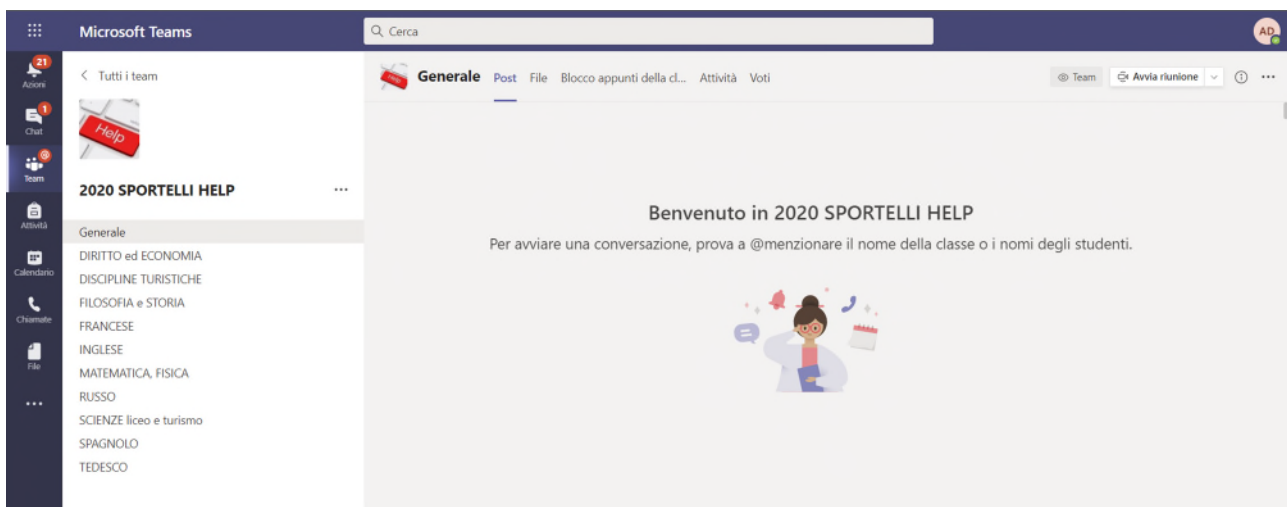 Microsoft Teams
Cerca
AD
21
Azioni
1
Chat
Team
Attività
Calendario
Chiamate
File
Tutti i team
Help
2020 SPORTELLI HELP
Generale
DIRITTO ed ECONOMIA
DISCIPLINE TURISTICHE
FILOSOFIA e STORIA
FRANCESE
INGLESE
MATEMATICA, FISICA
RUSSO
SCIENZE liceo e turismo
SPAGNOLO
TEDESCO
Help
Generale Post File Blocco appunti della cl... Attività Voti
Team Avvia riunione
Benvenuto in 2020 SPORTELLI HELP
Per avviare una conversazione, prova a @menzionare il nome della classe o i nomi degli studenti.